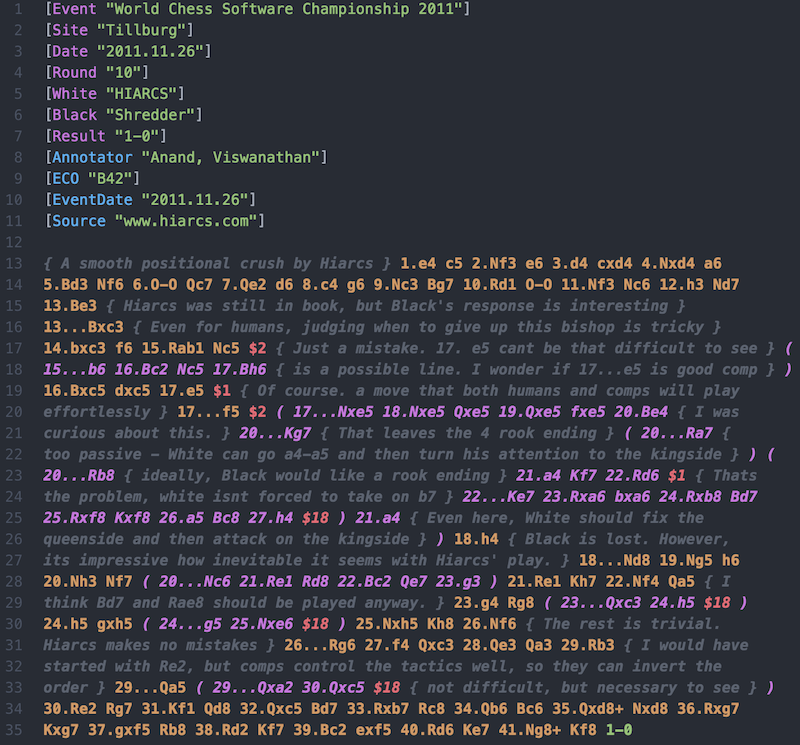 1 [Event "World Chess Software Championship 2011"]
2 [Site "Tillburg"]
3 [Date "2011.11.26"]
4 [Round "10"]
5 [White "HIARCS"]
6 [Black "Shredder"]
7 [Result "1-0"]
8 [Annotator "Anand, Viswanathan"]
9 [ECO "B42"]
10 [EventDate "2011.11.26"]
11 [Source "www.hiarcs.com"]
12
13 { A smooth positional crush by Hiarcs } 1.e4 c5 2.Nf3 e6 3.d4 cxd4 4.Nxd4 a6
14 5.Bd3 Nf6 6.O-O Qc7 7.Qe2 d6 8.c4 g6 9.Nc3 Bg7 10.Rd1 O-O 11.Nf3 Nc6 12.h3 Nd7
15 13.Be3 { Hiarcs was still in book, but Black's response is interesting }
16 13...Bxc3 { Even for humans, judging when to give up this bishop is tricky }
17 14.bxc3 f6 15.Rab1 Nc5 $2 { Just a mistake. 17. e5 cant be that difficult to see } (
18 15...b6 16.Bc2 Nc5 17.Bh6 { is a possible line. I wonder if 17...e5 is good comp } )
19 16.Bxc5 dxc5 17.e5 $1 { Of course. a move that both humans and comps will play
20 effortlessly } 17...f5 $2 ( 17...Nxe5 18.Nxe5 Qxe5 19.Qxe5 fxe5 20.Be4 { I was
21 curious about this. } 20...Kg7 { That leaves the 4 rook ending } ( 20...Ra7 {
22 too passive - White can go a4-a5 and then turn his attention to the kingside } ) (
23 20...Rb8 { ideally, Black would like a rook ending } 21.a4 Kf7 22.Rd6 $1 { Thats
24 the problem, white isnt forced to take on b7 } 22...Ke7 23.Rxa6 bxa6 24.Rxb8 Bd7
25 25.Rxf8 Kxf8 26.a5 Bc8 27.h4 $18 ) 21.a4 { Even here, White should fix the
26 queenside and then attack on the kingside } ) 18.h4 { Black is lost. However,
27 its impressive how inevitable it seems with Hiarcs' play. } 18...Nd8 19.Ng5 h6
28 20.Nh3 Nf7 ( 20...Nc6 21.Re1 Rd8 22.Bc2 Qe7 23.g3 ) 21.Re1 Kh7 22.Nf4 Qa5 { I
29 think Bd7 and Rae8 should be played anyway. } 23.g4 Rg8 ( 23...Qxc3 24.h5 $18 )
30 24.h5 gxh5 ( 24...g5 25.Nxe6 $18 ) 25.Nxh5 Kh8 26.Nf6 { The rest is trivial.
31 Hiarcs makes no mistakes } 26...Rg6 27.f4 Qxc3 28.Qe3 Qa3 29.Rb3 { I would have
32 started with Re2, but comps control the tactics well, so they can invert the
33 order } 29...Qa5 ( 29...Qxa2 30.Qxc5 $18 { not difficult, but necessary to see } )
34 30.Re2 Rg7 31.Kf1 Qd8 32.Qxc5 Bd7 33.Rxb7 Rc8 34.Qb6 Bc6 35.Qxd8+ Nxd8 36.Rxg7
35 Kxg7 37.gxf5 Rb8 38.Rd2 Kf7 39.Bc2 exf5 40.Rd6 Ke7 41.Ng8+ Kf8 1-0